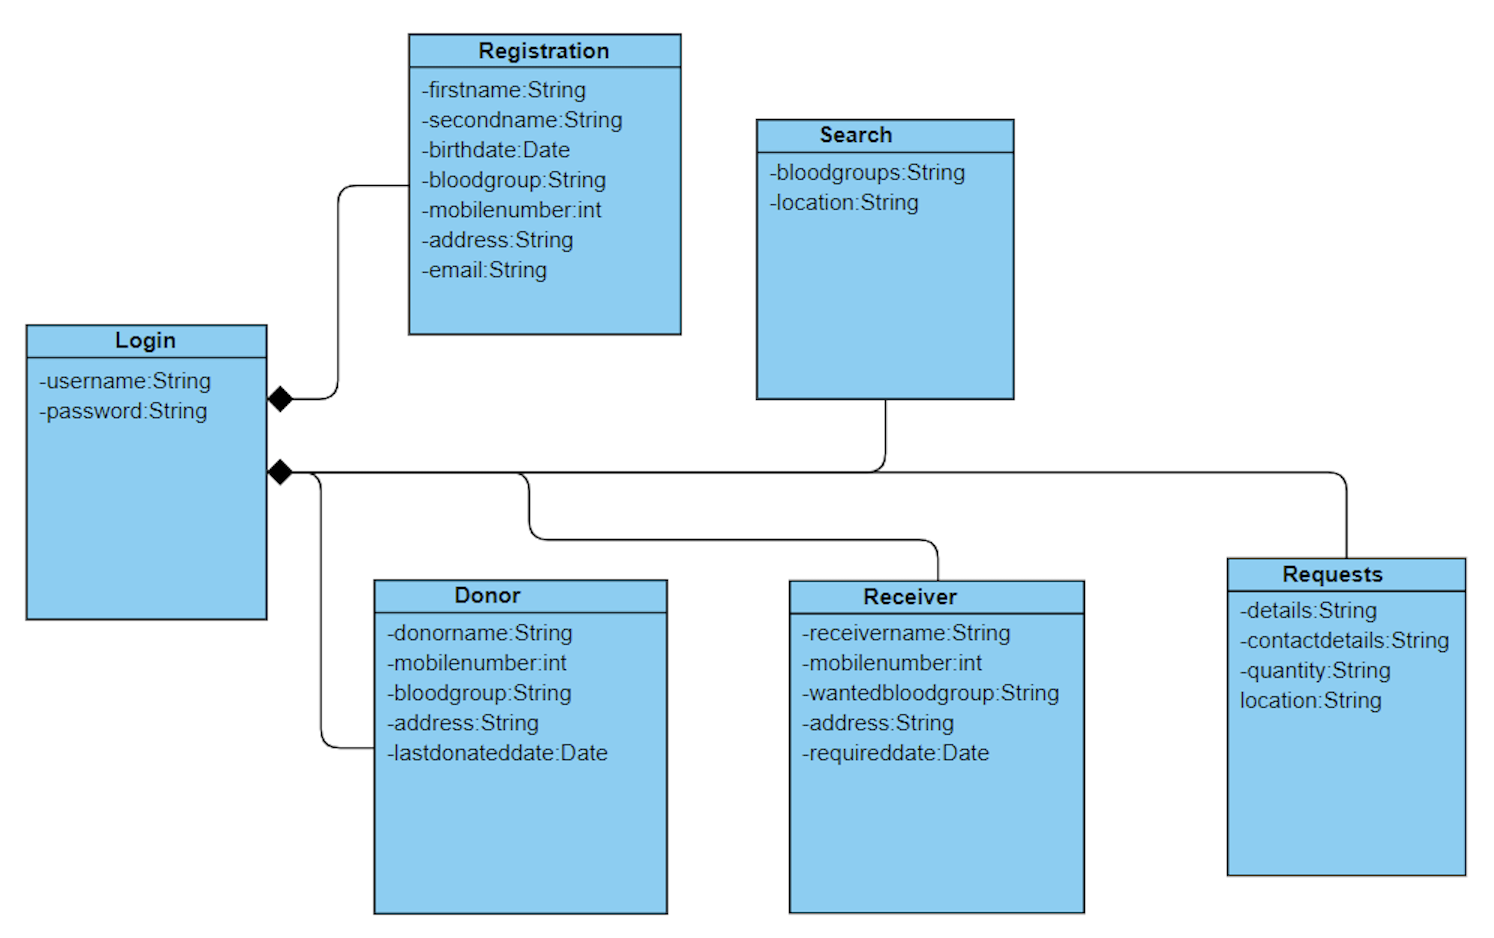 Registration
-firstname:String
-secondname:String
-birthdate:Date
-bloodgroup:String
-mobilenumber:int
-address:String
-email:String
Search
-bloodgroups:String
-location:String
Login
-username:String
-password:String
Donor
-donorname:String
-mobilenumber:int
-bloodgroup:String
-address:String
-lastdonateddate:Date
Receiver
-receivername:String
-mobilenumber:int
-wantedbloodgroup:String
-address:String
-requireddate:Date
Requests
-details:String
-contactdetails:String
-quantity:String
location:String